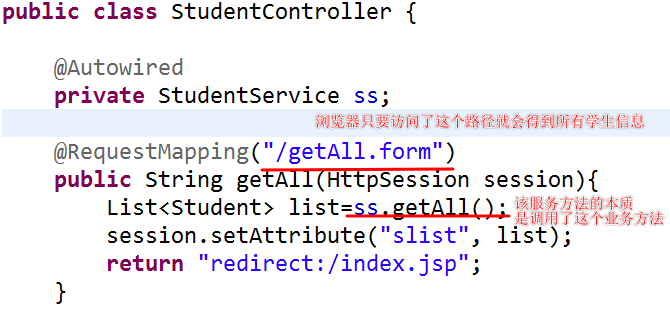 public class StudentController {
@Autowired
private StudentService ss;
浏览器只要访问了这个路径就会得到所有学生信息
@RequestMapping("/getAll.form")
public String getAll(HttpSession session){
List<Student> list=ss.getAll();
该服务方法的本质
是调用了这个业务方法
session.setAttribute("slist", list);
return "redirect:/index.jsp";
}